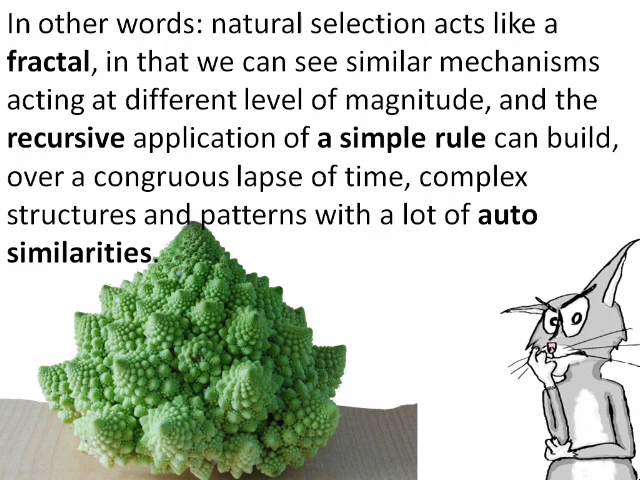 In other words: natural selection acts like a
fractal, in that we can see similar mechanisms
acting at different level of magnitude, and the
recursive application of a simple rule can build,
over a congruous lapse of time, complex
structures and patterns with a lot of auto
similarities.